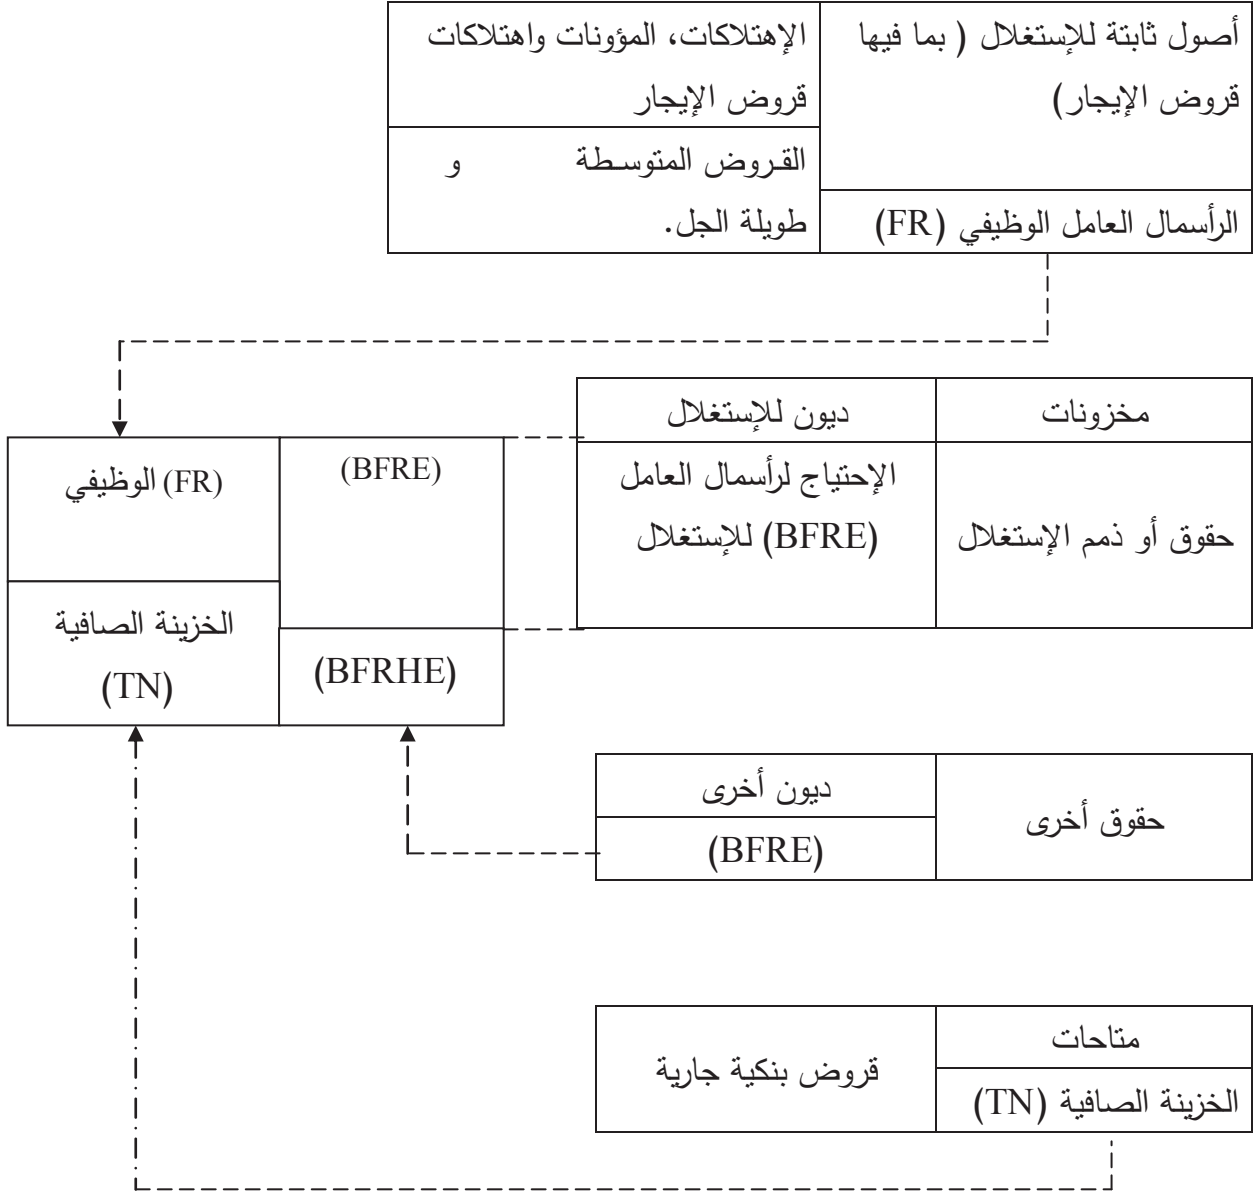 أصول ثابتة للإستغلال ( بما فيها
قروض الإيجار)
الإهتلاكات، المؤونات واهتلاكات
قروض الإيجار
القـروض المتوسـطة و
طويلة الجل.
الرأسمال العامل الوظيفي (FR)
مخزونات
ديون للإستغلال
حقوق أو ذمم الإستغلال
الإحتياج لرأسمال العامل
للإستغلال (BFRE)
(BFRE)
(FR) الوظيفي
(BFRHE)
الخزينة الصافية
(TN)
حقوق أخرى
ديون أخرى
(BFRE)
متاحات
الخزينة الصافية (TN)
قروض بنكية جارية